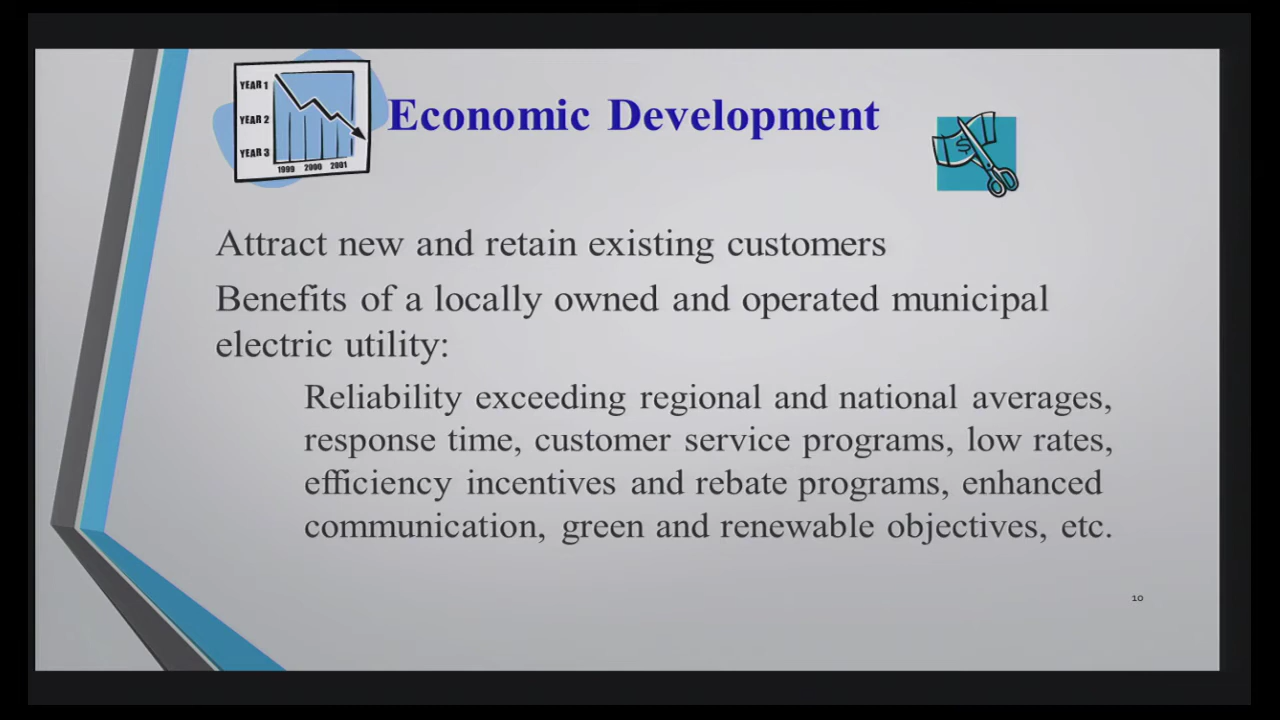 YEAR 1
YEAR 2
YEAR 3
1999 2000 2001
Economic Development
$
Attract new and retain existing customers
Benefits of a locally owned and operated municipal
electric utility:
Reliability exceeding regional and national averages,
response time, customer service programs, low rates,
efficiency incentives and rebate programs, enhanced
communication, green and renewable objectives, etc.
10